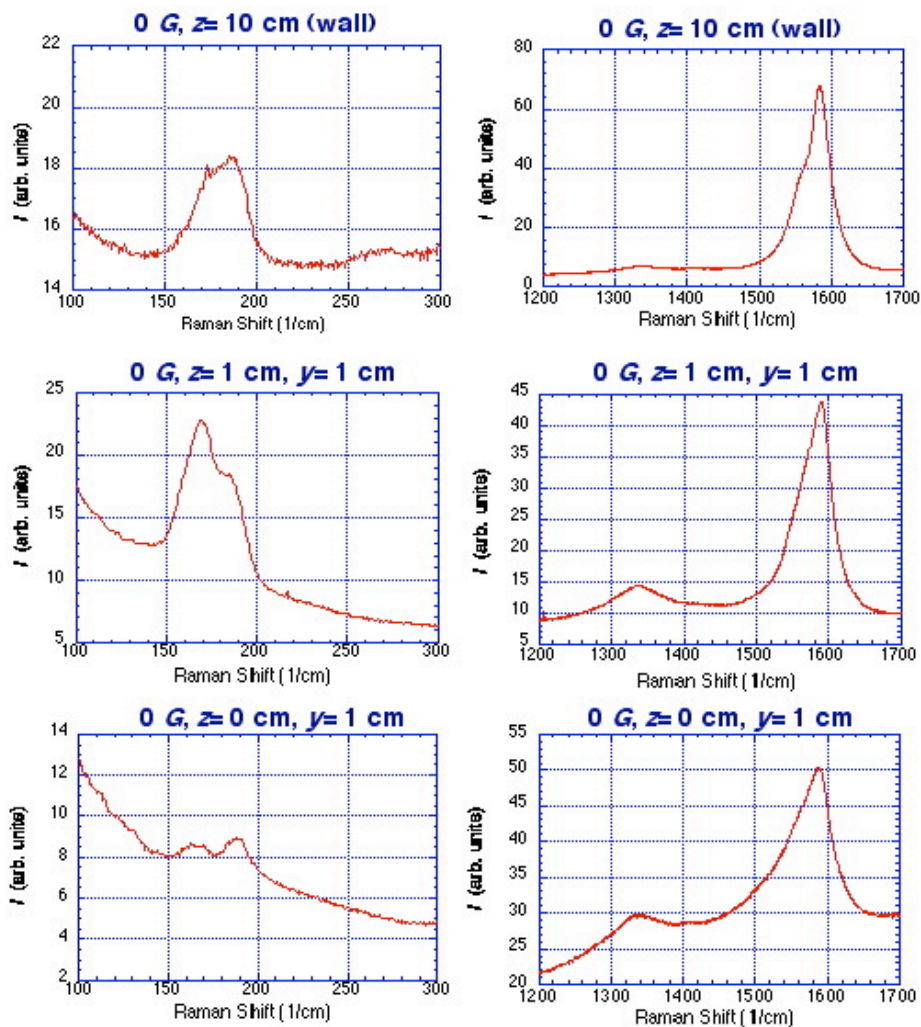 0 G, z= 10 cm (wall)
22
20
18
16
14
I (arb. units)
100 150 200 250 300
Raman Shift (1/cm)
0 G, z= 10 cm (wall)
80
60
40
20
0
I (arb. units)
1200 1300 1400 1500 1600 1700
Raman Shift (1/cm)
0 G, z= 1 cm, y= 1 cm
25
20
15
10
5
I (arb. units)
100 150 200 250 300
Raman Shift (1/cm)
0 G, z= 1 cm, y= 1 cm
45
40
35
30
25
20
15
10
5
I (arb. units)
1200 1300 1400 1500 1600 1700
Raman Shift (1/cm)
0 G, z= 0 cm, y= 1 cm
14
12
10
8
6
4
2
I (arb. units)
100 150 200 250 300
Raman Shift (1/cm)
0 G, z= 0 cm, y= 1 cm
55
50
45
40
35
30
25
20
I (arb. units)
1200 1300 1400 1500 1600 1700
Raman Shift (1/cm)